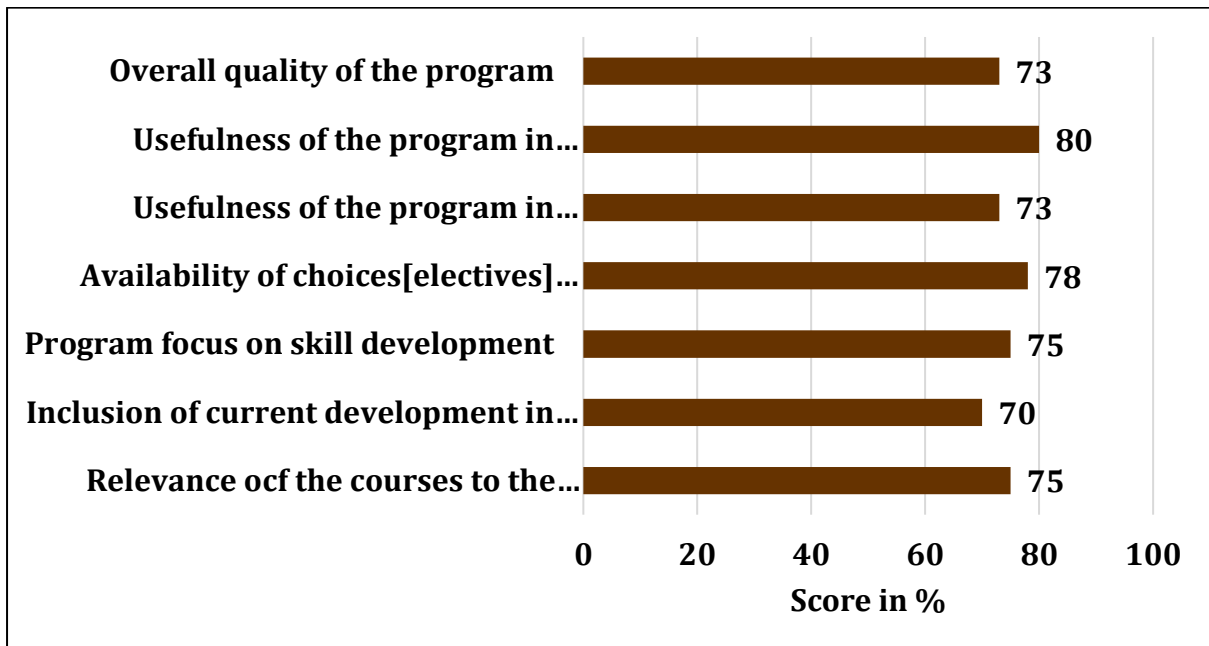 Overall quality of the program 73
Usefulness of the program in... 80
Usefulness of the program in... 73
Availability of choices[electives] ... 78
Program focus on skill development 75
Inclusion of current development in... 70
Relevance ocf the courses to the... 75
0 20 40 60 80 100
Score in %